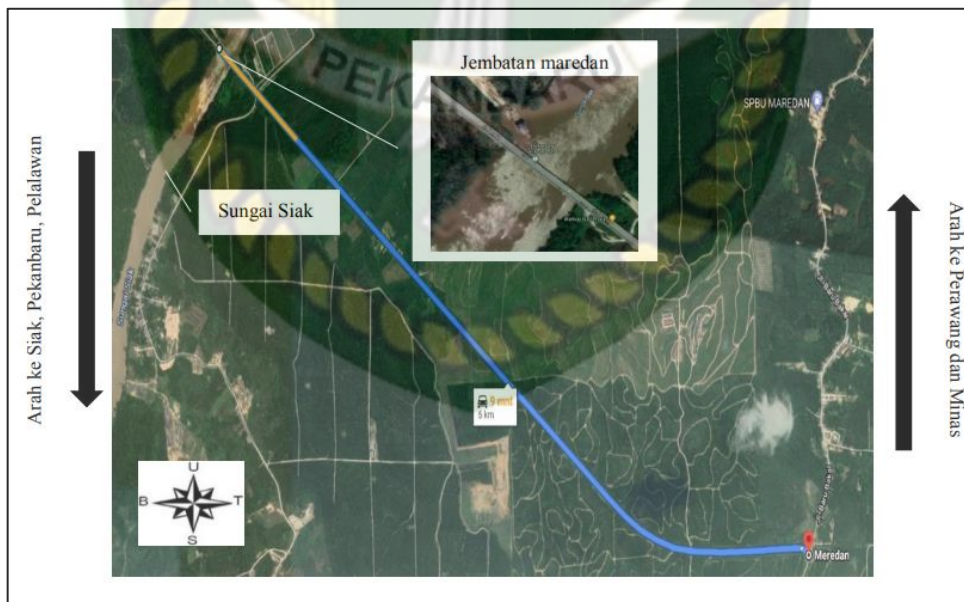 PEKANBARU
Jembatan maredan
SPBU MAREDAN
Sungai Siak
Arah ke Siak, Pekanbaru, Pelalawan
Arah ke Perawang dan Minas
9 mnt
5 km
U
B T
S
Meredan